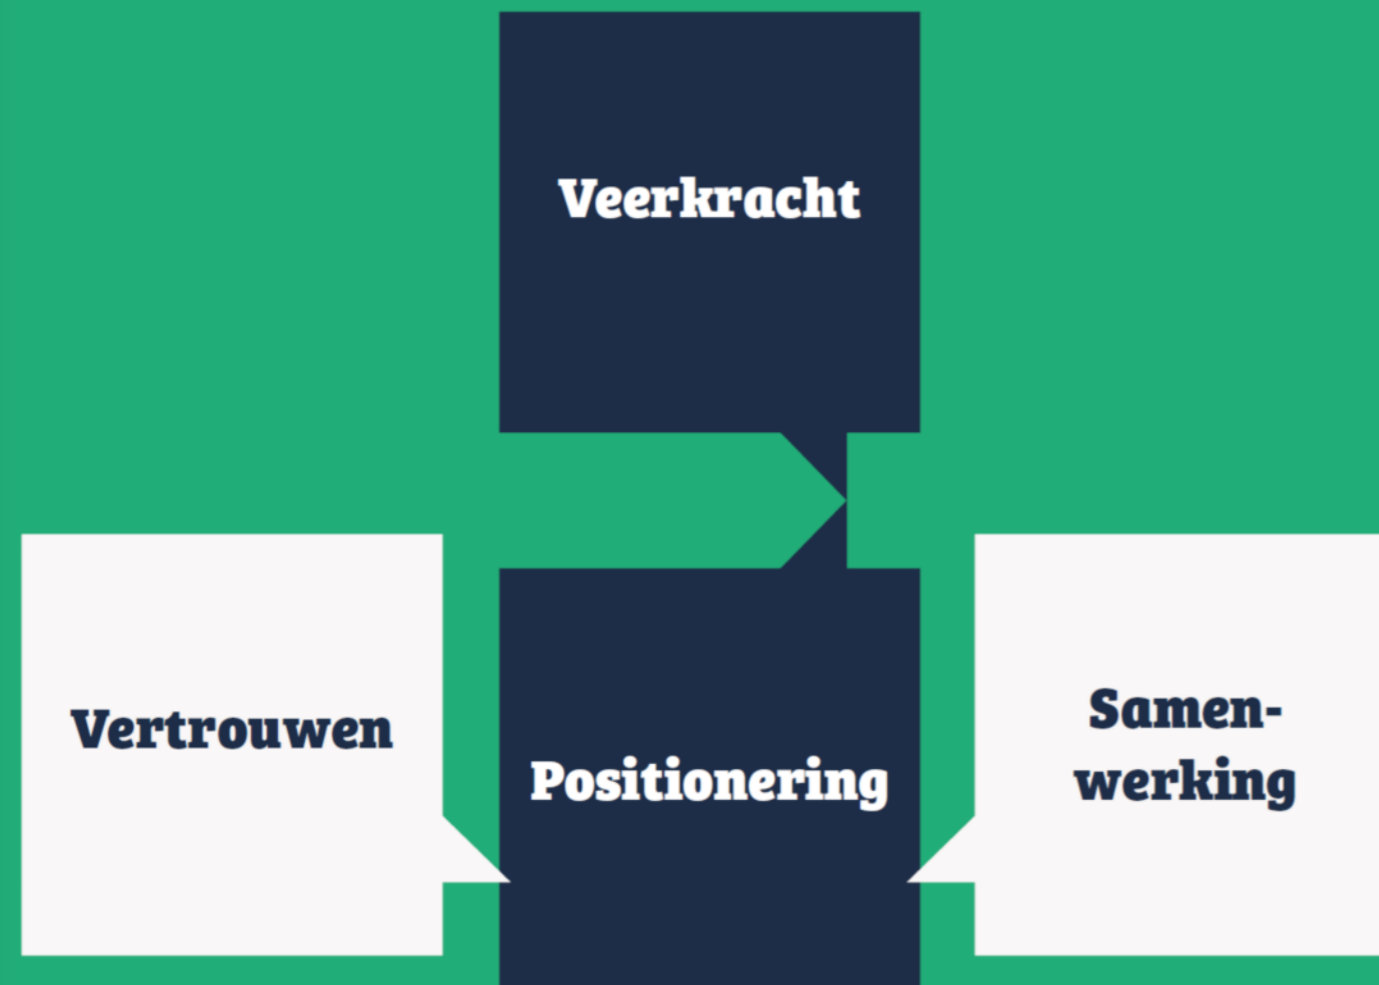 Veerkracht
Vertrouwen
Positionering
Samen-
werking